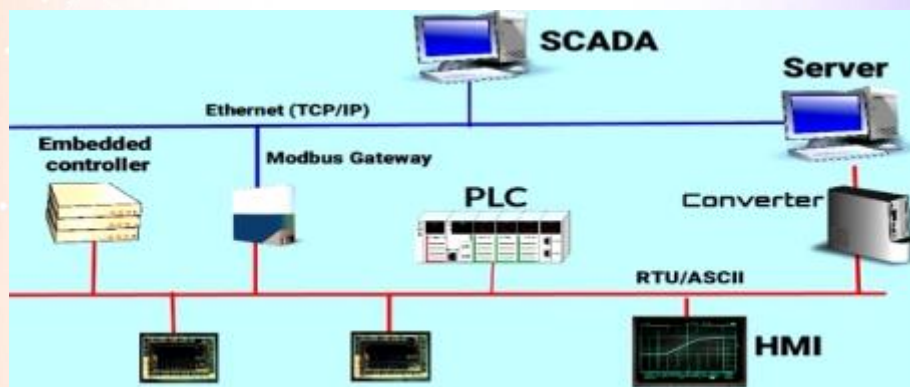 SCADA
Server
Ethernet (TCP/IP)
Embedded
controller
Modbus Gateway
PLC
Converter
RTU/ASCII
HMI